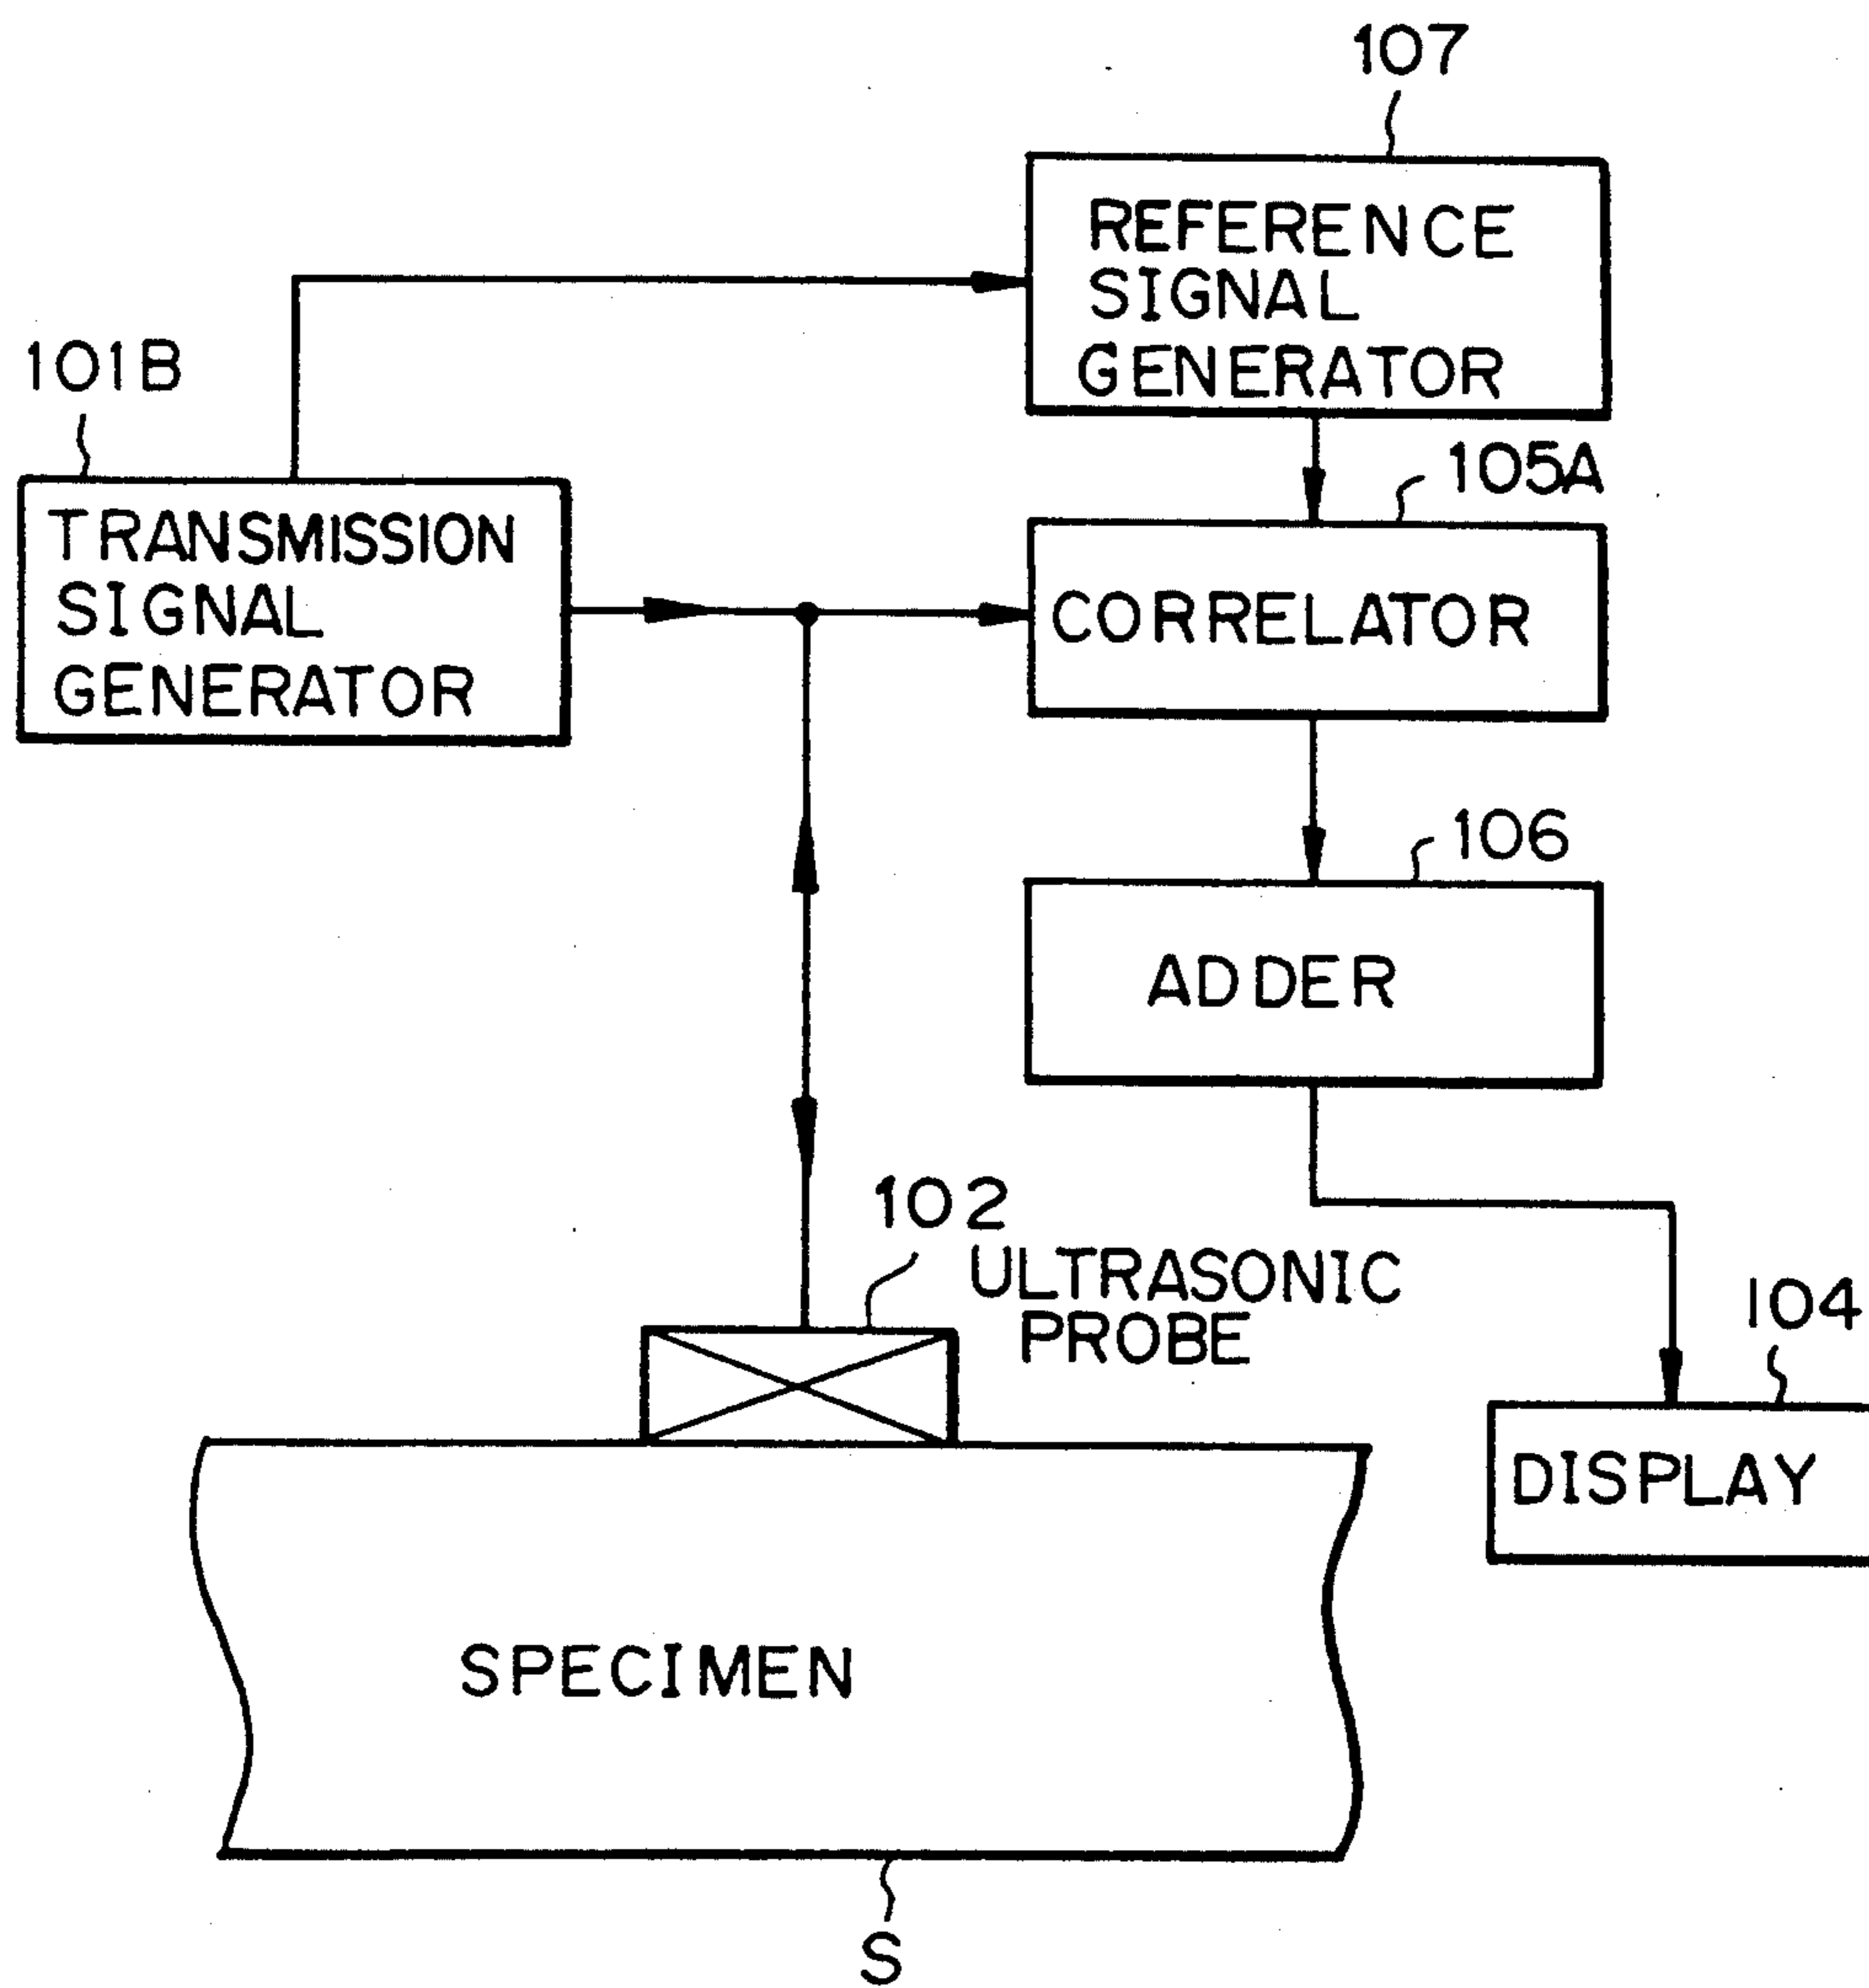 107
REFERENCE
SIGNAL
GENERATOR
101B
105A
TRANSMISSION
SIGNAL
GENERATOR
CORRELATOR
106
ADDER
102
ULTRASONIC
PROBE
104
DISPLAY
SPECIMEN
S